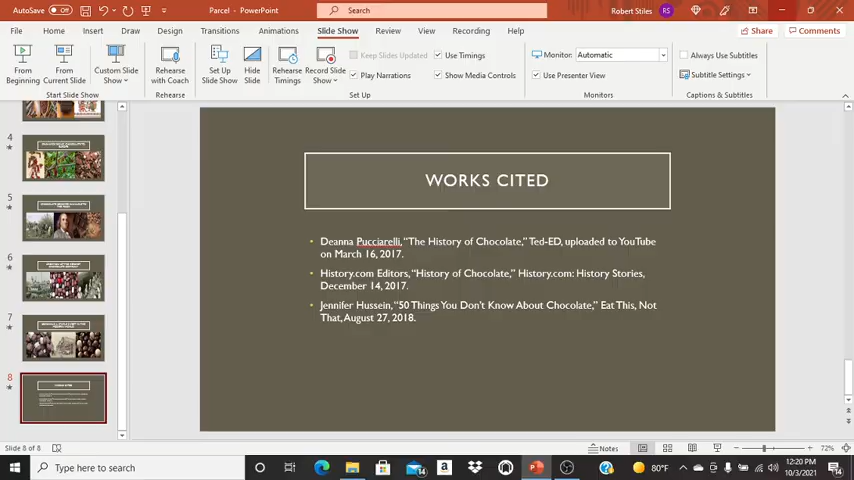 AutoSave Off
Parcel - PowerPoint
Search
Robert Stiles RS
File Home Insert Draw Design Transitions Animations Slide Show Review View Recording Help Share Comments
From Beginning
From Current Slide
Custom Slide Show
Start Slide Show
Rehearse with Coach
Rehearse
Set Up Slide Show
Hide Slide
Rehearse Timings
Record Slide Show
Keep Slides Updated
Play Narrations
Use Timings
Show Media Controls
Set Up
Monitor: Automatic
Use Presenter View
Monitors
Always Use Subtitles
Subtitle Settings
Captions & Subtitles
4
5
6
7
8
WORKS CITED
WORKS CITED
• Deanna Pucciarelli, “The History of Chocolate,” Ted-ED, uploaded to YouTube
on March 16, 2017.
• History.com Editors, “History of Chocolate,” History.com: History Stories,
December 14, 2017.
• Jennifer Hussein, “50 Things You Don’t Know About Chocolate,” Eat This, Not
That, August 27, 2018.
Slide 8 of 8
Notes
72%
Type here to search
14
a
80°F
12:20 PM
10/3/2021
14